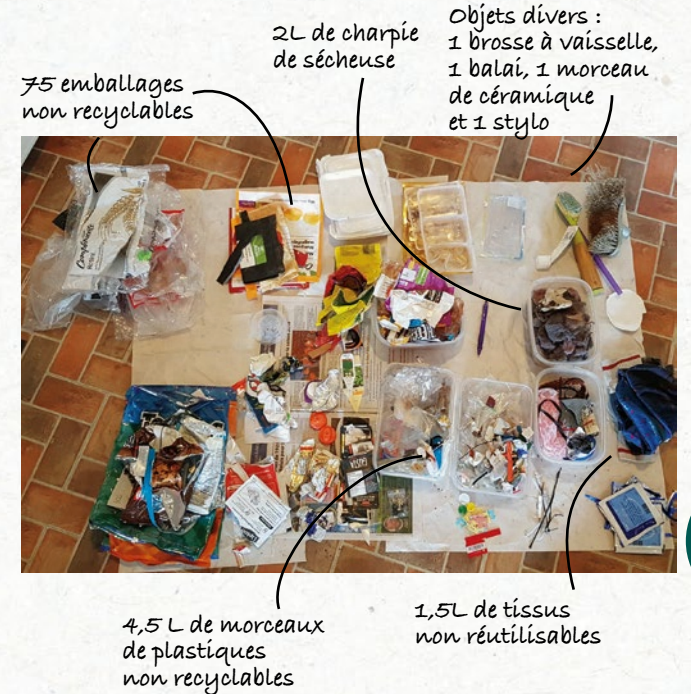 Objets divers :
1 brosse à vaisselle,
1 balai, 1 morceau
de céramique
et 1 stylo
2L de charpie
de sécheuse
75 emballages
non recyclables
4,5 L de morceaux
de plastiques
non recyclables
1,5L de tissus
non réutilisables